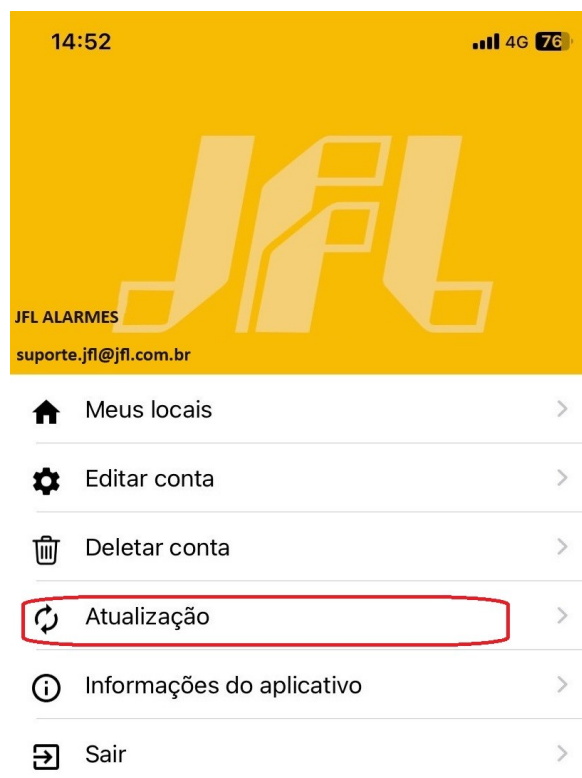 14:52
4G 76
JFL
JFL ALARMES
suporte.jfl@jfl.com.br
Meus locais
Editar conta
Deletar conta
Atualização
Informações do aplicativo
Sair